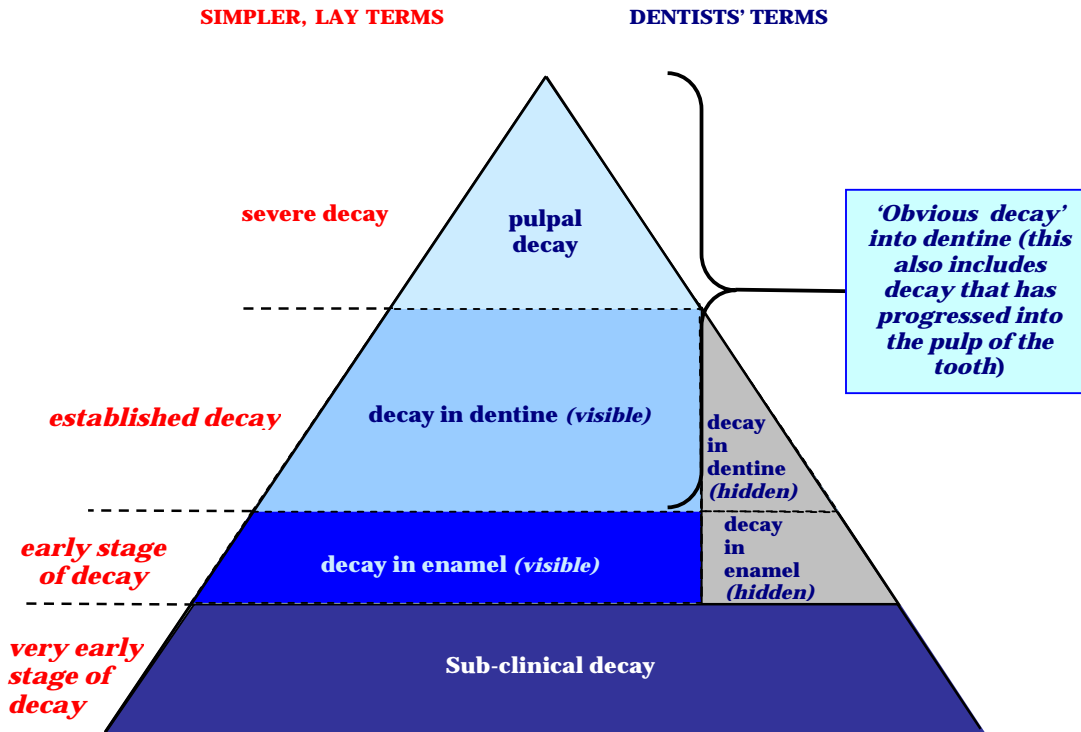 SIMPLER, LAY TERMS
DENTISTS’ TERMS
severe decay
pulpal
decay
‘Obvious decay’
into dentine (this
also includes
decay that has
progressed into
the pulp of the
tooth)
established decay
decay in dentine (visible)
decay
in
dentine
(hidden)
early stage
of decay
decay in enamel (visible)
decay
in
enamel
(hidden)
very early
stage of
decay
Sub-clinical decay